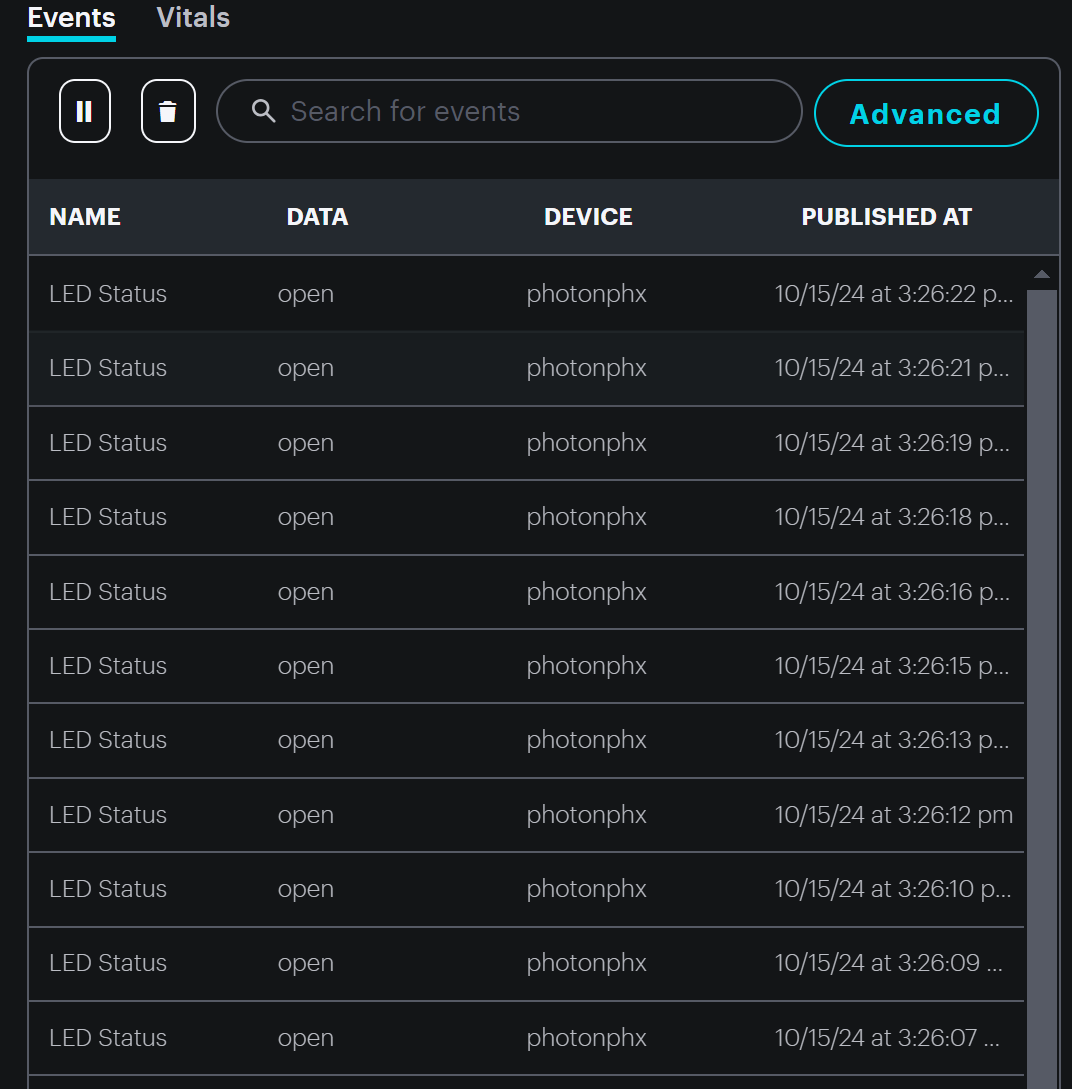 Events Vitals
Search for events Advanced
NAME DATA DEVICE PUBLISHED AT
LED Status open photonphx 10/15/24 at 3:26:22 p...
LED Status open photonphx 10/15/24 at 3:26:21 p...
LED Status open photonphx 10/15/24 at 3:26:19 p...
LED Status open photonphx 10/15/24 at 3:26:18 p...
LED Status open photonphx 10/15/24 at 3:26:16 p...
LED Status open photonphx 10/15/24 at 3:26:15 p...
LED Status open photonphx 10/15/24 at 3:26:13 p...
LED Status open photonphx 10/15/24 at 3:26:12 pm
LED Status open photonphx 10/15/24 at 3:26:10 p...
LED Status open photonphx 10/15/24 at 3:26:09 ...
LED Status open photonphx 10/15/24 at 3:26:07 ...